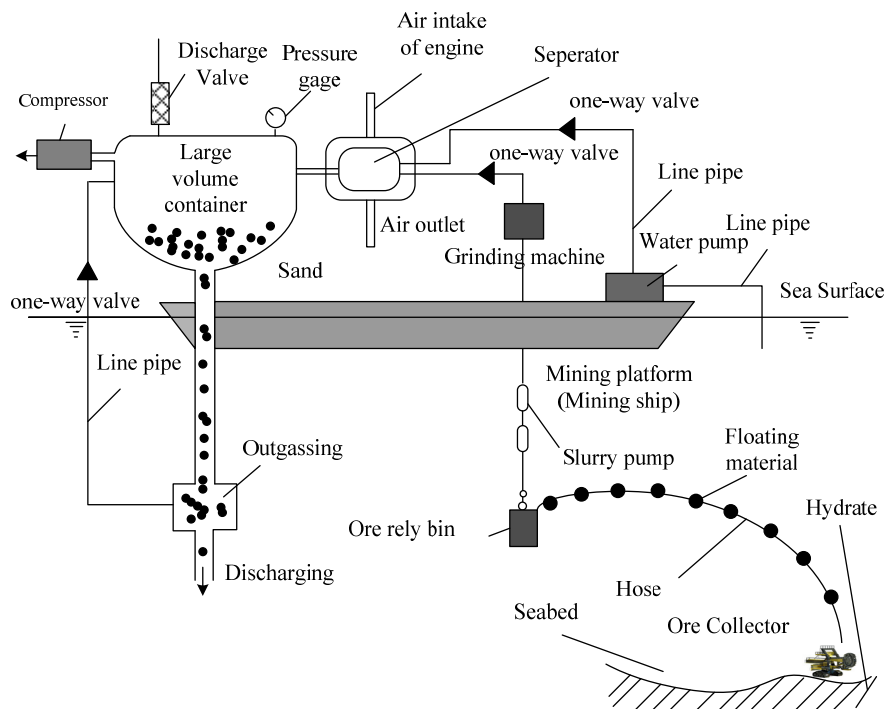 Air intake
of engine
Discharge
Valve
Pressure
gage
Seperator
Compressor
one-way valve
Large
volume
container
one-way valve
Line pipe
Air outlet
Line pipe
Water pump
Grinding machine
Sand
Sea Surface
one-way valve
Line pipe
Mining platform
(Mining ship)
Outgassing
Slurry pump
Floating
material
Hydrate
Ore rely bin
Discharging
Hose
Seabed
Ore Collector